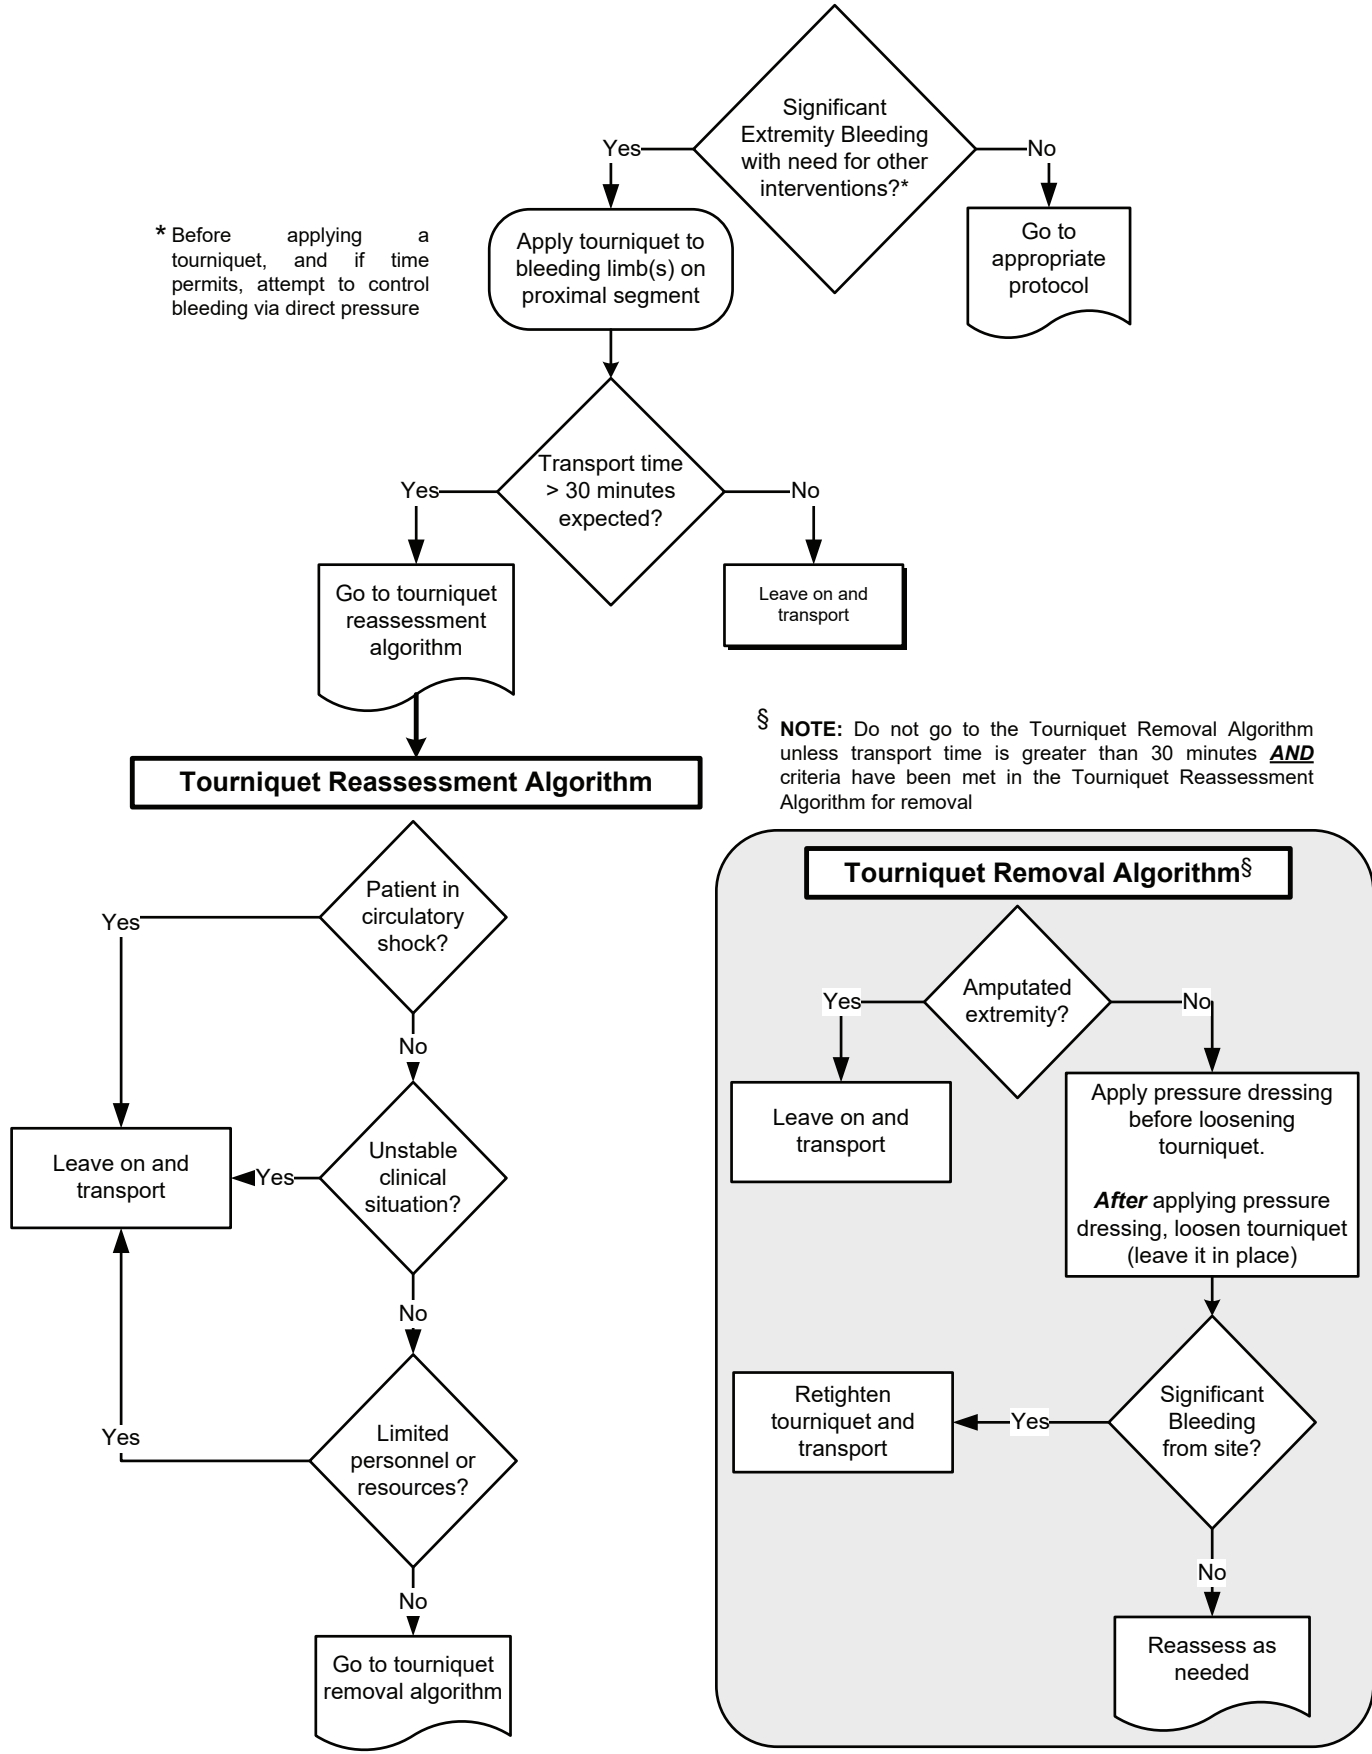 Significant
Extremity Bleeding
with need for other
interventions?*
Yes
No
* Before applying a
tourniquet, and if time
permits, attempt to control
bleeding via direct pressure
Apply tourniquet to
bleeding limb(s) on
proximal segment
Go to
appropriate
protocol
Transport time
> 30 minutes
expected?
Yes
No
Go to tourniquet
reassessment
algorithm
Leave on and
transport
Tourniquet Reassessment Algorithm
Patient in
circulatory
shock?
Yes
No
Leave on and
transport
Yes
Unstable
clinical
situation?
No
Yes
Limited
personnel or
resources?
No
Go to tourniquet
removal algorithm
§ NOTE: Do not go to the Tourniquet Removal Algorithm
unless transport time is greater than 30 minutes AND
criteria have been met in the Tourniquet Reassessment
Algorithm for removal
Tourniquet Removal Algorithm§
Amputated
extremity?
Yes
No
Leave on and
transport
Apply pressure dressing
before loosening
tourniquet.
After applying pressure
dressing, loosen tourniquet
(leave it in place)
Retighten
tourniquet and
transport
Yes
Significant
Bleeding
from site?
No
Reassess as
needed